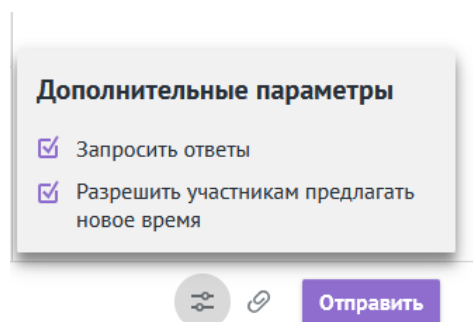 Дополнительные параметры
Запросить ответы
Разрешить участникам предлагать
новое время
Отправить